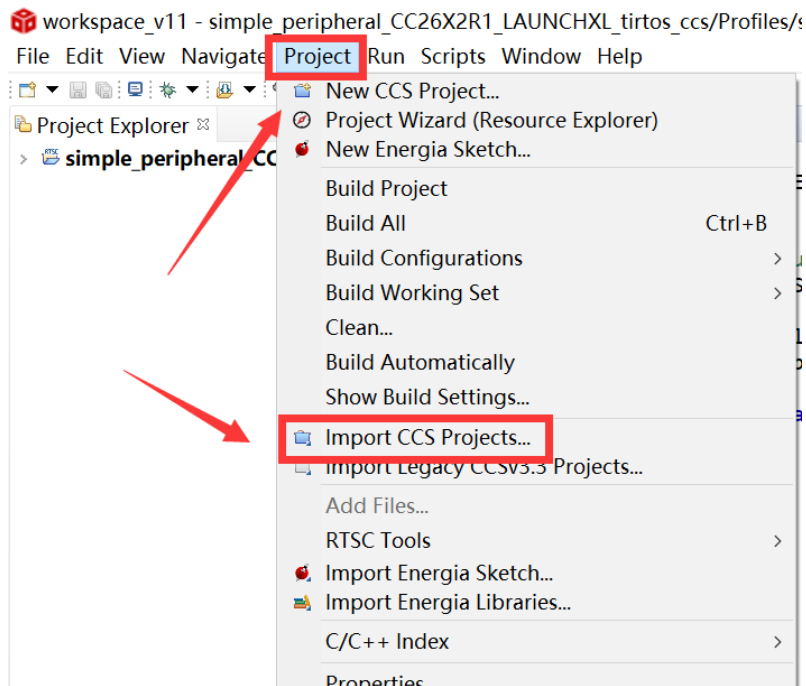 workspace_v11 - simple_peripheral_CC26X2R1_LAUNCHXL_tirtos_ccs/Profiles/s
File Edit View Navigate Project Run Scripts Window Help
New CCS Project...
Project Explorer
Project Wizard (Resource Explorer)
simple_peripheral_CC
New Energia Sketch...
Build Project
Build All Ctrl+B
Build Configurations
Build Working Set
Clean...
Build Automatically
Show Build Settings...
Import CCS Projects...
Import Legacy CCSv3.3 Projects...
Add Files...
RTSC Tools
Import Energia Sketch...
Import Energia Libraries...
C/C++ Index
Properties